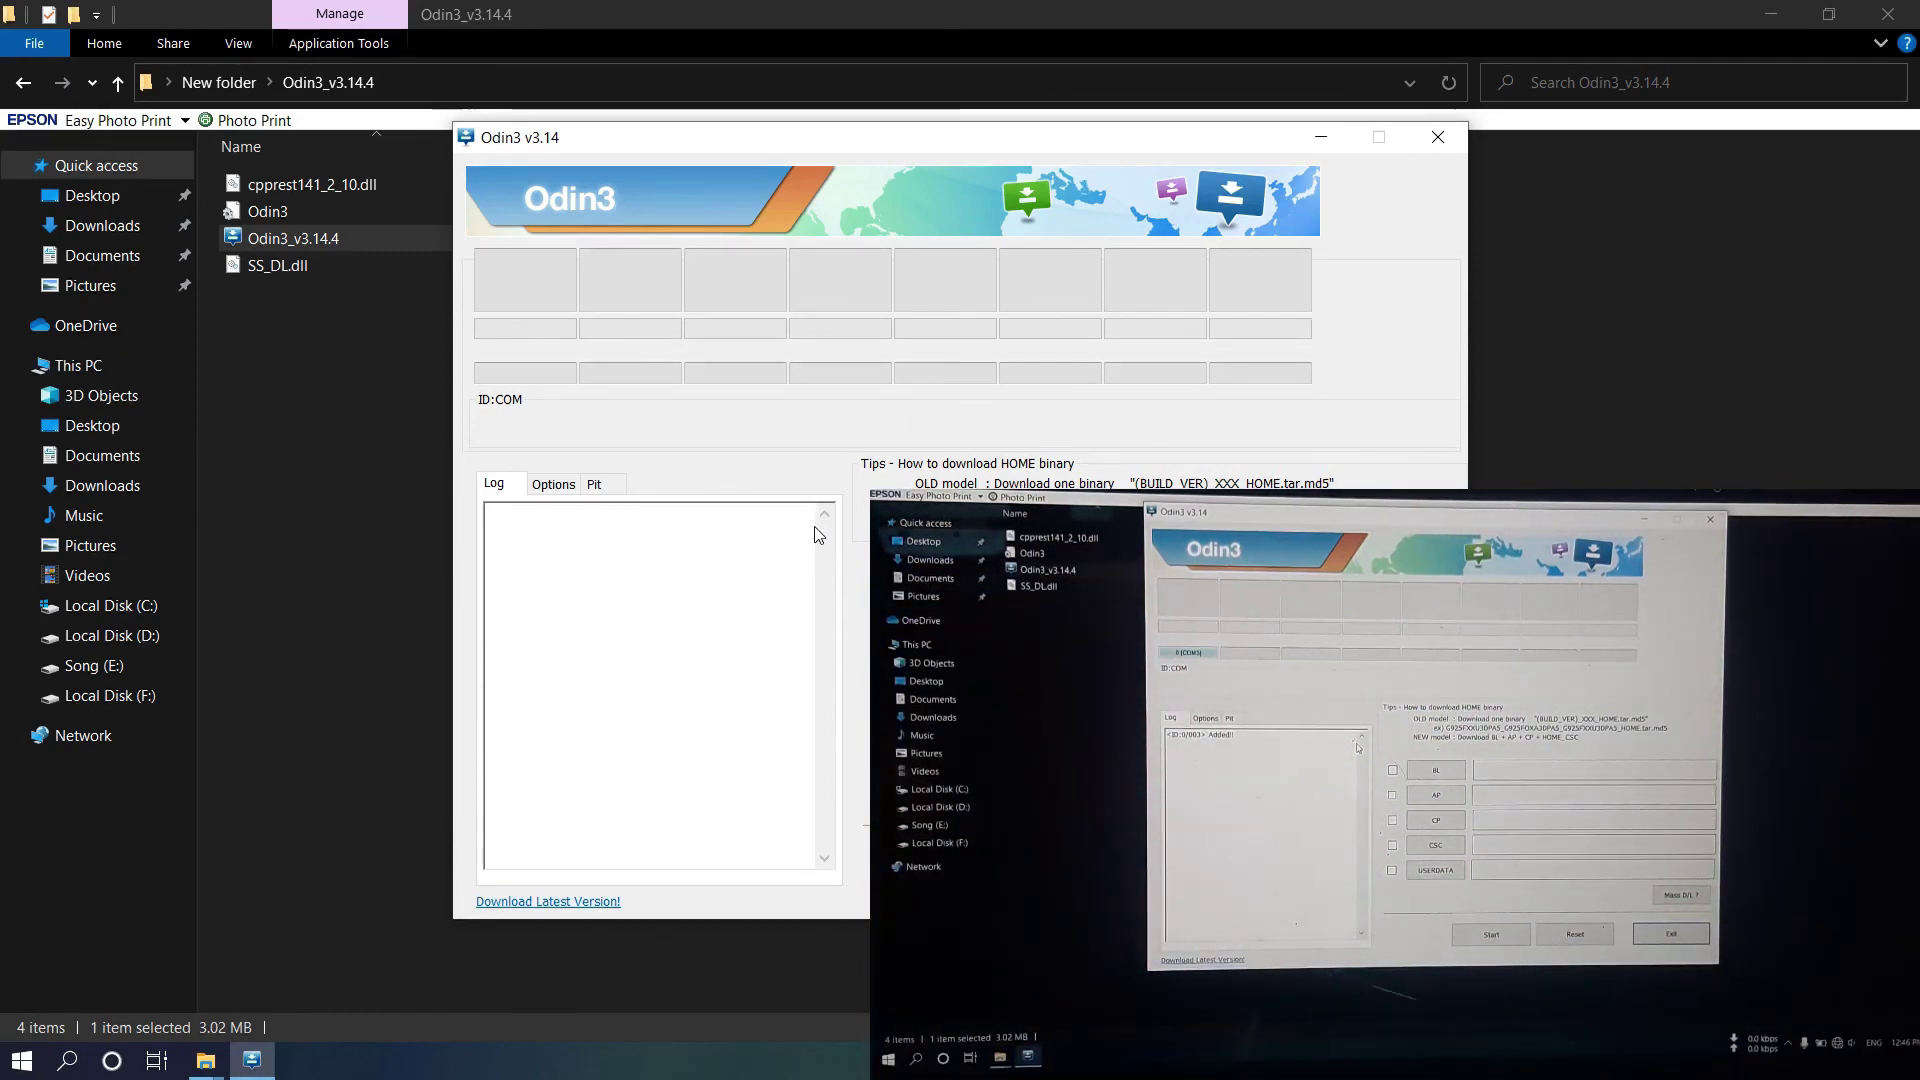 Manage
Odin3_v3.14.4
File
Home
Share
View
Application Tools
New folder
Odin3_v3.14.4
Search Odin3_v3.14.4
EPSON Easy Photo Print
Photo Print
Quick access
Desktop
Downloads
Documents
Pictures
OneDrive
This PC
3D Objects
Desktop
Documents
Downloads
Music
Pictures
Videos
Local Disk (C:)
Local Disk (D:)
Song (E:)
Local Disk (F:)
Network
Name
cpprest141_2_10.dll
Odin3
Odin3_v3.14.4
SS_DL.dll
4 items
1 item selected 3.02 MB
Odin3 v3.14
Odin3
ID:COM
Log
Options
Pit
Tips - How to download HOME binary
OLD model : Download one binary "(BUILD_VER)_XXX_HOME.tar.md5"
Download Latest Version!
EPSON Easy Photo Print
Photo Print
Quick access
Desktop
Downloads
Documents
Pictures
OneDrive
This PC
3D Objects
Desktop
Documents
Downloads
Music
Pictures
Videos
Local Disk (C:)
Local Disk (D:)
Song (E:)
Local Disk (F:)
Network
Name
cpprest141_2_10.dll
Odin3
Odin3_v3.14.4
SS_DL.dll
Odin3 v3.14
Odin3
0 [COM3]
ID:COM
Log
Options
Pit
<ID:0/003> Added!!
Tips - How to download HOME binary
OLD model : Download one binary "(BUILD_VER)_XXX_HOME.tar.md5"
ex) G925FXXU3DPA5_G925FOXA3DPA5_G925FXXU3DPA5_HOME.tar.md5
NEW model : Download BL + AP + CP + HOME_CSC
BL
AP
CP
CSC
USERDATA
Mass D/L ?
Start
Reset
Exit
Download Latest Version!
4 items
1 item selected 3.02 MB
0.0 kbps
0.0 kbps
ENG
12:46 PM